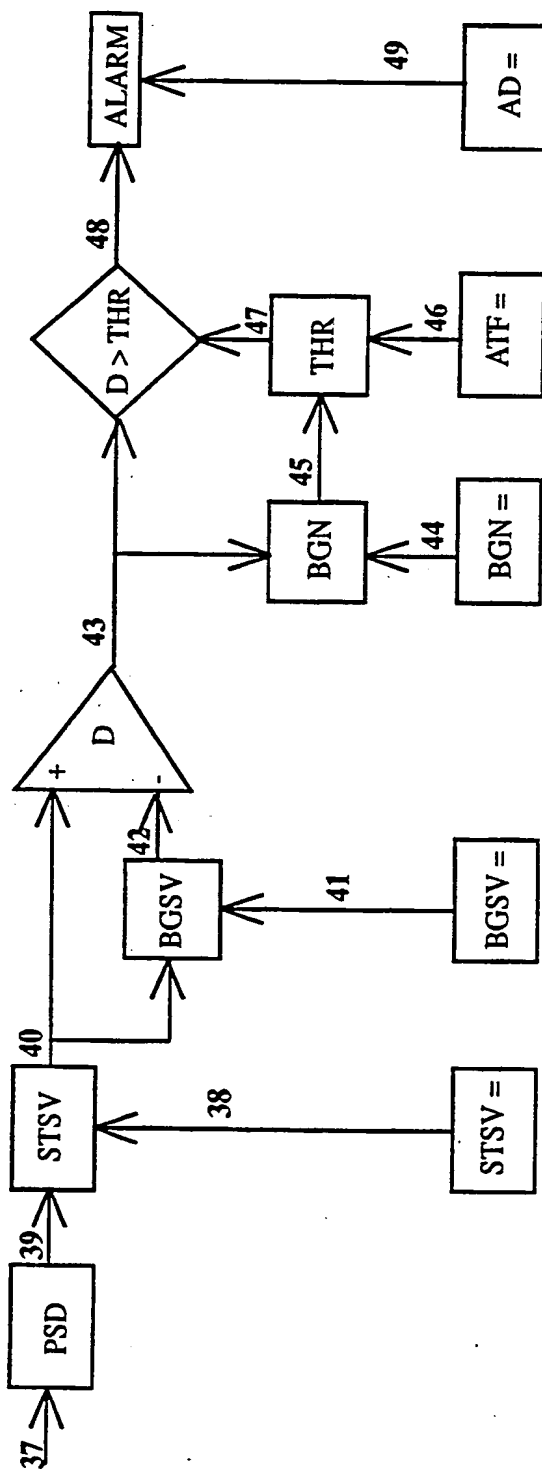 37
PSD
39
STSV
40
38
STSV =
BGSV
42
41
BGSV =
+
-
D
43
BGN
44
BGN =
45
D > THR
47
THR
46
ATF =
48
ALARM
49
AD =